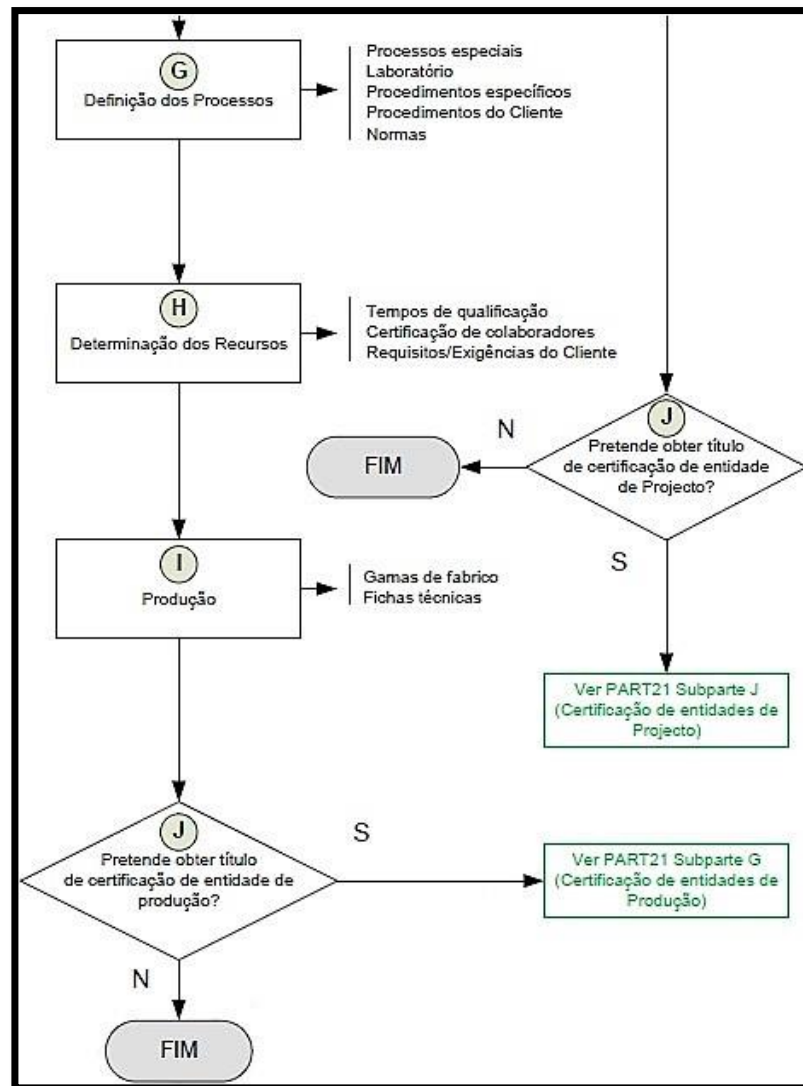 G
Definição dos Processos
Processos especiais
Laboratório
Procedimentos específicos
Procedimentos do Cliente
Normas
H
Determinação dos Recursos
Tempos de qualificação
Certificação de colaboradores
Requisitos/Exigências do Cliente
J
Pretende obter título
de certificação de entidade
de Projecto?
N
FIM
S
I
Produção
Gamas de fabrico
Fichas técnicas
Ver PART21 Subparte J
(Certificação de entidades de
Projecto)
J
Pretende obter título
de certificação de entidade de
produção?
S
Ver PART21 Subparte G
(Certificação de entidades de
Produção)
N
FIM